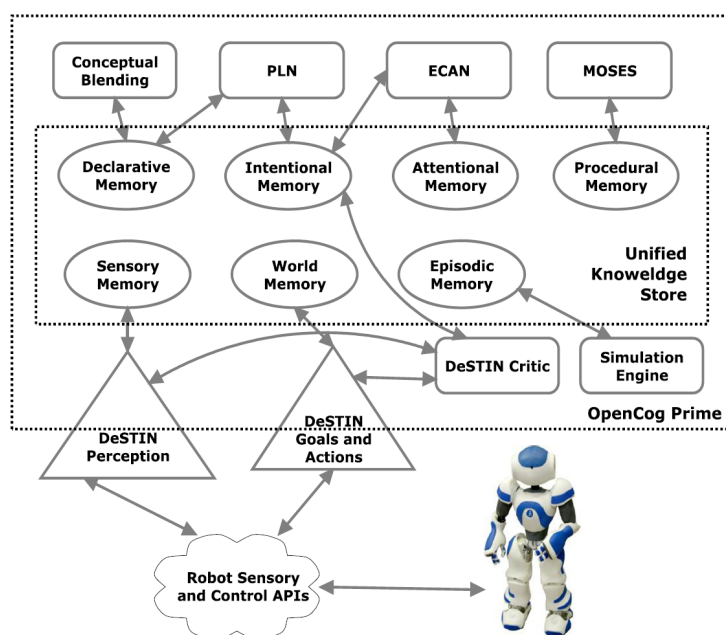 Conceptual
Blending
PLN
ECAN
MOSES
Declarative
Memory
Intentional
Memory
Attentional
Memory
Procedural
Memory
Sensory
Memory
World
Memory
Episodic
Memory
Unified
Knoweldge
Store
DeSTIN Critic
Simulation
Engine
OpenCog Prime
DeSTIN
Perception
DeSTIN
Goals and
Actions
Robot Sensory
and Control APIs